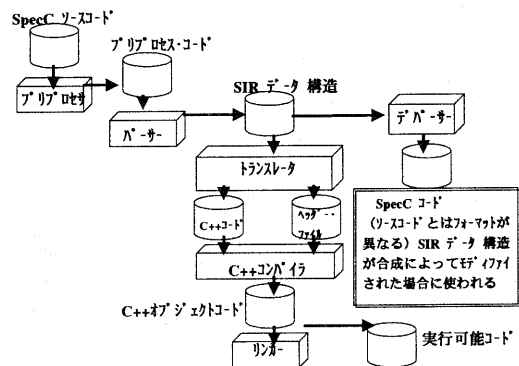 SpecC ｿｰｽｺｰﾄﾞ
ﾌﾟﾘﾌﾟﾛｾｽ･ｺｰﾄﾞ
ﾌﾟﾘﾌﾟﾛｾｻ
SIR ﾃﾞｰﾀ 構造
ﾊﾟｰｻｰ
ﾃﾞﾊﾟｰｻｰ
ﾄﾗﾝｽﾚｰﾀ
C++ｺｰﾄﾞ
ﾍｯﾀﾞｰｰ
ﾌｧｲﾙ
SpecC ｺｰﾄﾞ
（ｿｰｽｺｰﾄﾞとはﾌｫｰﾏｯﾄが
異なる）SIR ﾃﾞｰﾀ 構造
が合成によってﾓﾃﾞｨﾌｧｲ
された場合に使われる
C++ｺﾝﾊﾟｲﾗ
C++ｵﾌﾞｼﾞｪｸﾄｺｰﾄﾞ
ﾘﾝｶｰ
実行可能ｺｰﾄﾞ